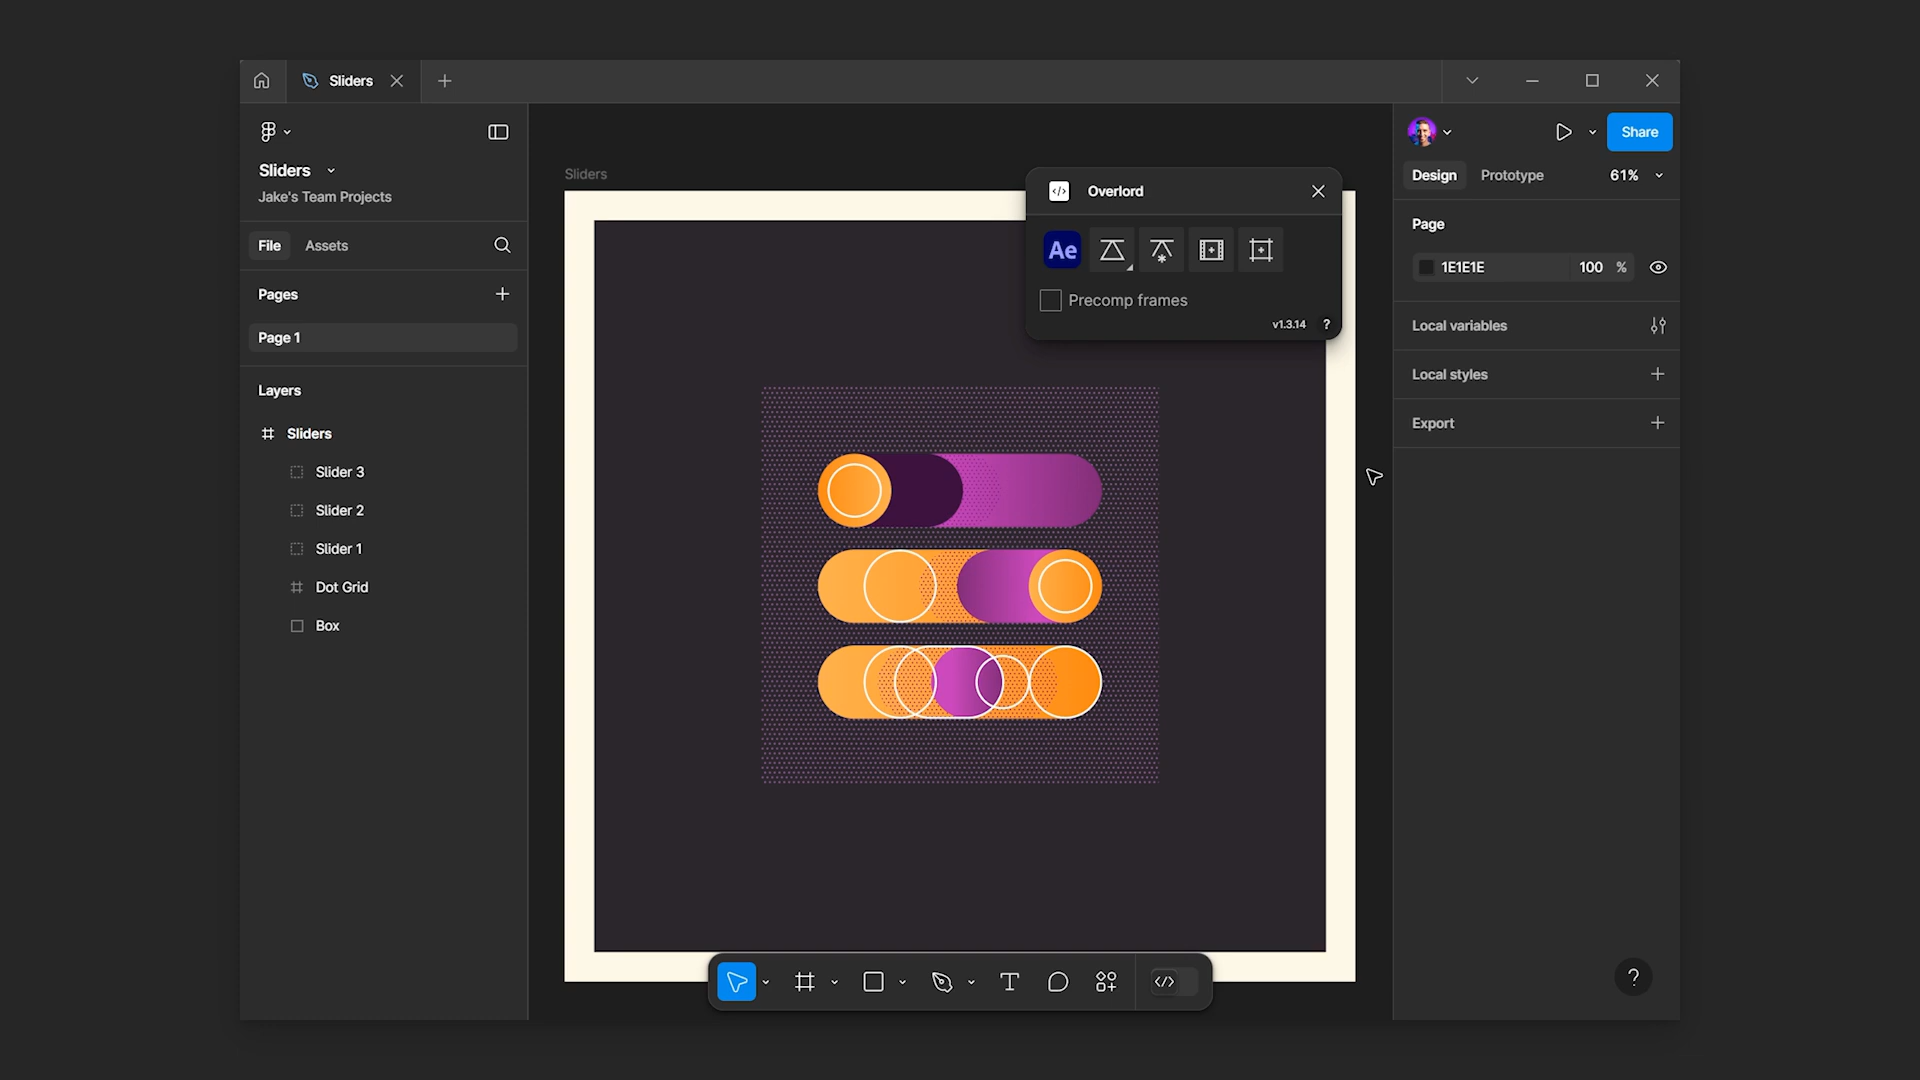 Sliders
Sliders
Jake's Team Projects
File
Assets
Pages
Page 1
Layers
Sliders
Slider 3
Slider 2
Slider 1
Dot Grid
Box
Sliders
</> Overlord
Ae
Precomp frames
v1.3.14 ?
Share
Design
Prototype
61%
Page
1E1E1E 100 %
Local variables
Local styles
Export
T
</>
?